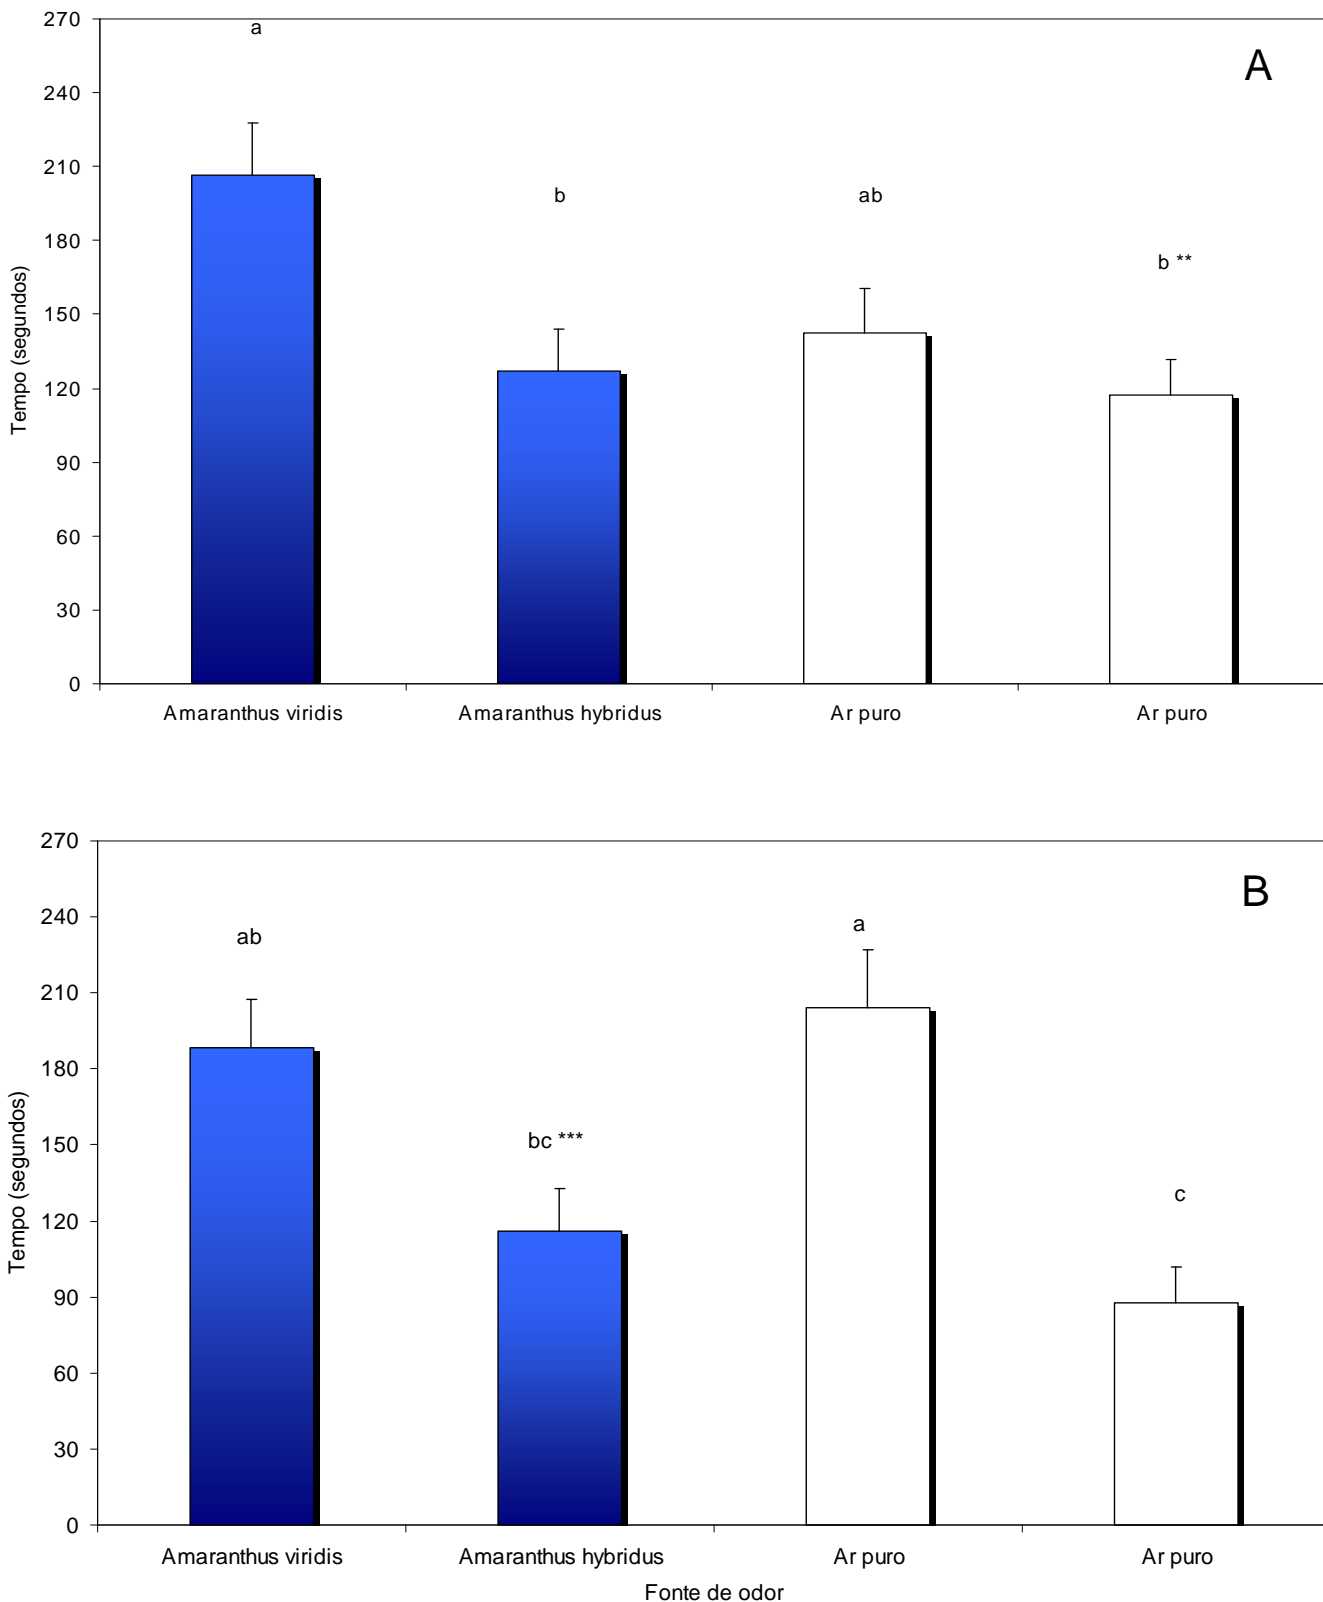 270
a
A
240
210
b
ab
180
b **
150
120
90
60
30
0
Tempo (segundos)
Amaranthus viridis
Amaranthus hybridus
Ar puro
Ar puro
270
B
240
ab
a
210
180
150
bc ***
c
120
90
60
30
0
Tempo (segundos)
Amaranthus viridis
Amaranthus hybridus
Ar puro
Ar puro
Fonte de odor